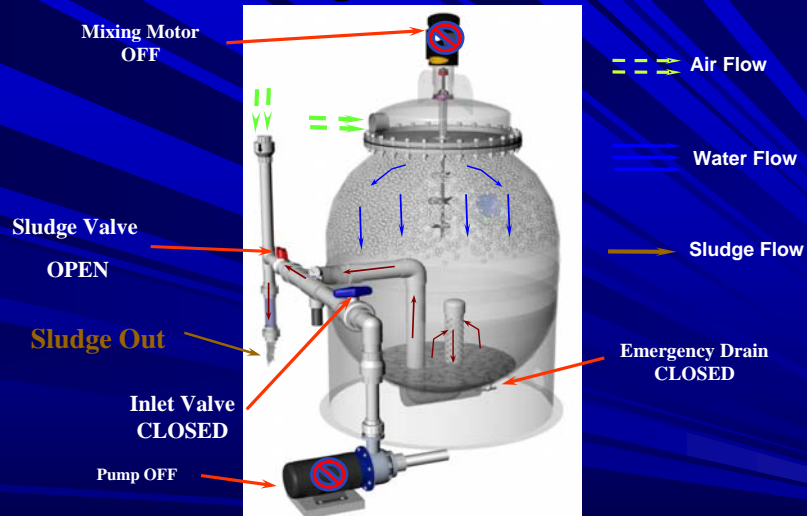 Mixing Motor
OFF
Air Flow
Water Flow
Sludge Valve
OPEN
Sludge Flow
Sludge Out
Emergency Drain
CLOSED
Inlet Valve
CLOSED
Pump OFF